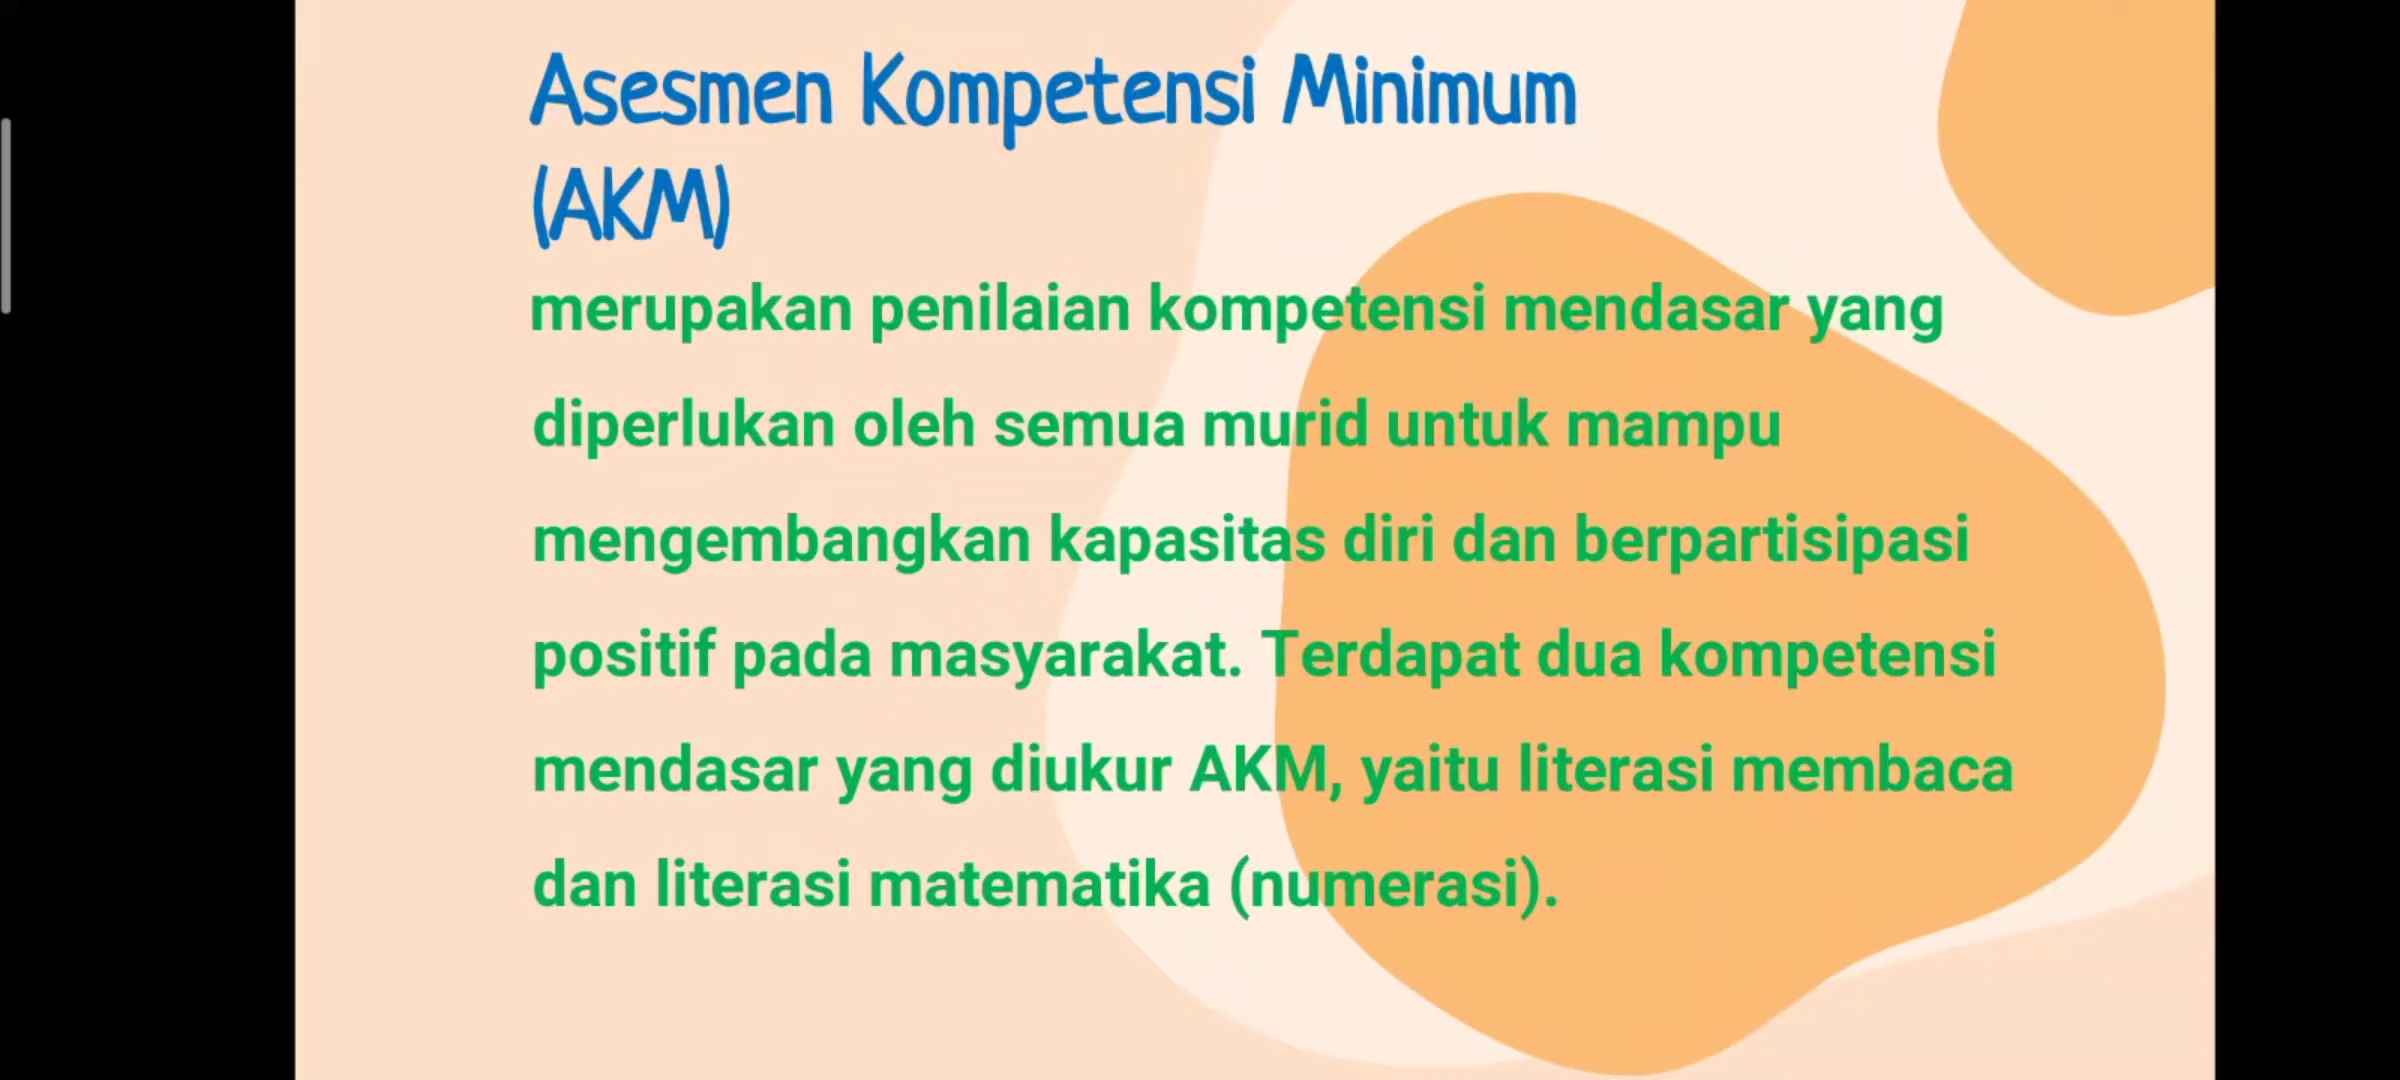 Asesmen Kompetensi Minimum
(AKM)
merupakan penilaian kompetensi mendasar yang
diperlukan oleh semua murid untuk mampu
mengembangkan kapasitas diri dan berpartisipasi
positif pada masyarakat. Terdapat dua kompetensi
mendasar yang diukur AKM, yaitu literasi membaca
dan literasi matematika (numerasi).